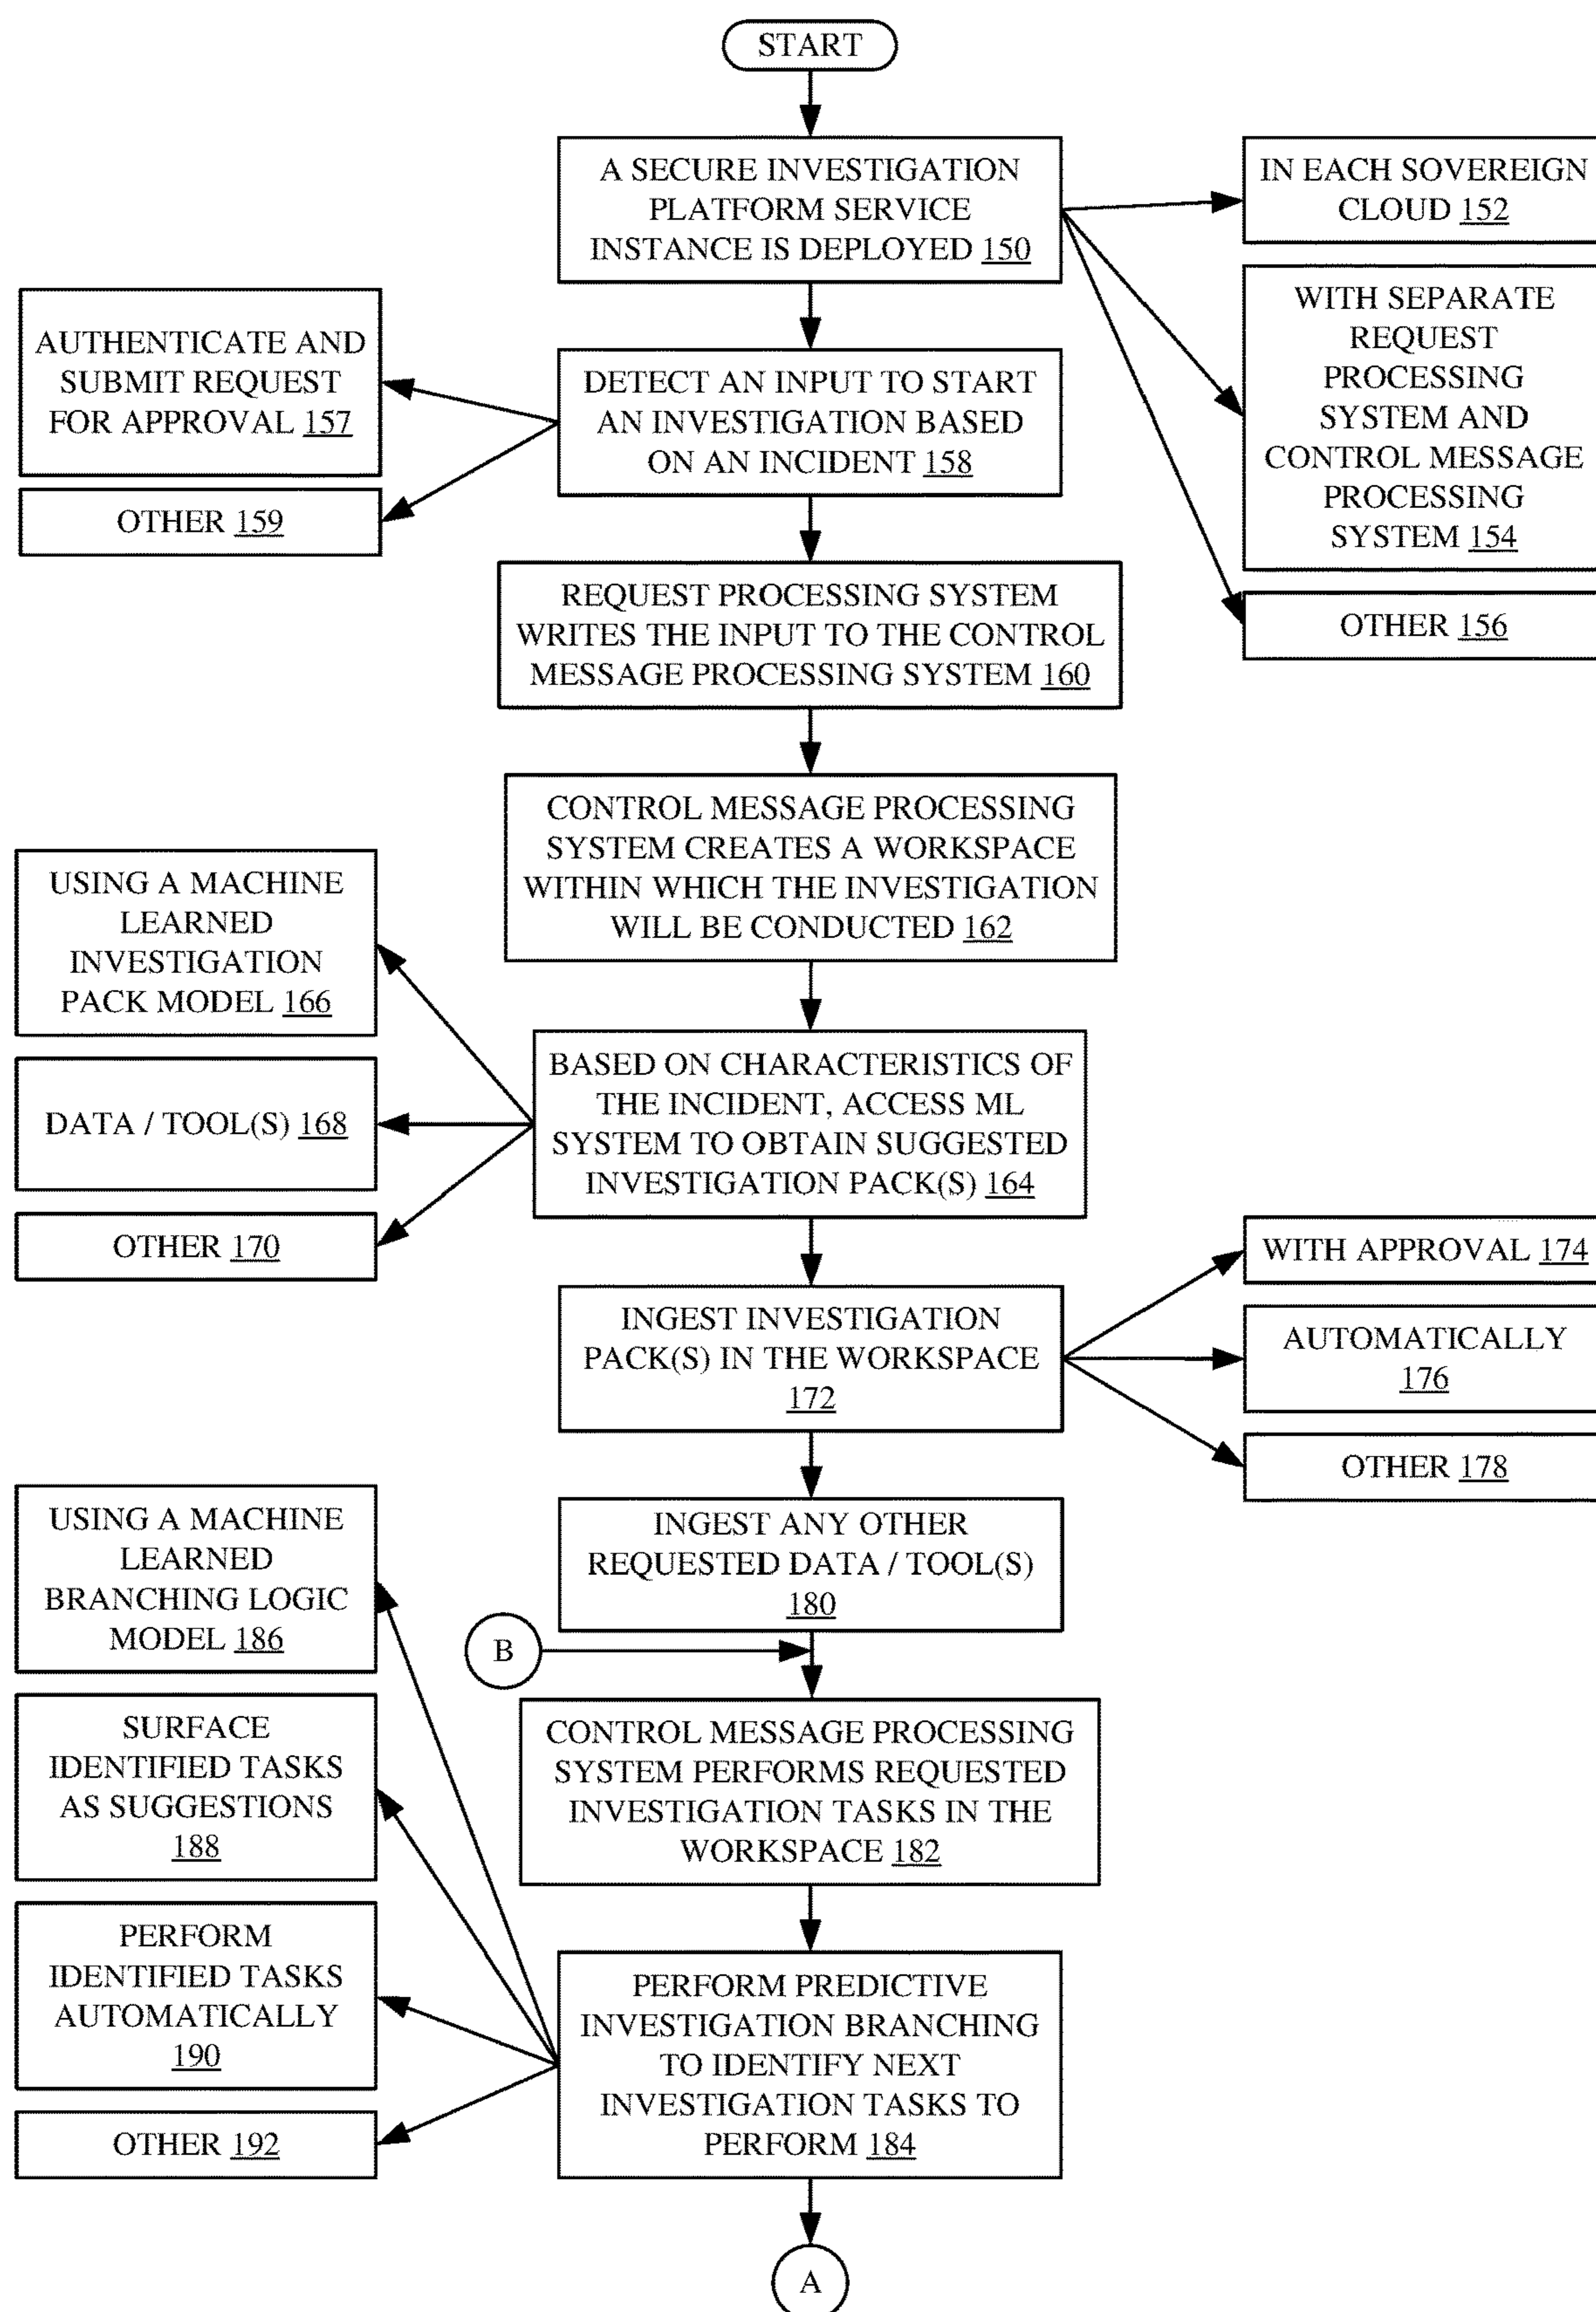 START
A SECURE INVESTIGATION
PLATFORM SERVICE
INSTANCE IS DEPLOYED 150
IN EACH SOVEREIGN
CLOUD 152
WITH SEPARATE
REQUEST
PROCESSING
SYSTEM AND
CONTROL MESSAGE
PROCESSING
SYSTEM 154
OTHER 156
DETECT AN INPUT TO START
AN INVESTIGATION BASED
ON AN INCIDENT 158
AUTHENTICATE AND
SUBMIT REQUEST
FOR APPROVAL 157
OTHER 159
REQUEST PROCESSING SYSTEM
WRITES THE INPUT TO THE CONTROL
MESSAGE PROCESSING SYSTEM 160
CONTROL MESSAGE PROCESSING
SYSTEM CREATES A WORKSPACE
WITHIN WHICH THE INVESTIGATION
WILL BE CONDUCTED 162
BASED ON CHARACTERISTICS OF
THE INCIDENT, ACCESS ML
SYSTEM TO OBTAIN SUGGESTED
INVESTIGATION PACK(S) 164
USING A MACHINE
LEARNED
INVESTIGATION
PACK MODEL 166
DATA / TOOL(S) 168
OTHER 170
INGEST INVESTIGATION
PACK(S) IN THE WORKSPACE
172
WITH APPROVAL 174
AUTOMATICALLY
176
OTHER 178
INGEST ANY OTHER
REQUESTED DATA / TOOL(S)
180
B
CONTROL MESSAGE PROCESSING
SYSTEM PERFORMS REQUESTED
INVESTIGATION TASKS IN THE
WORKSPACE 182
PERFORM PREDICTIVE
INVESTIGATION BRANCHING
TO IDENTIFY NEXT
INVESTIGATION TASKS TO
PERFORM 184
USING A MACHINE
LEARNED
BRANCHING LOGIC
MODEL 186
SURFACE
IDENTIFIED TASKS
AS SUGGESTIONS
188
PERFORM
IDENTIFIED TASKS
AUTOMATICALLY
190
OTHER 192
A